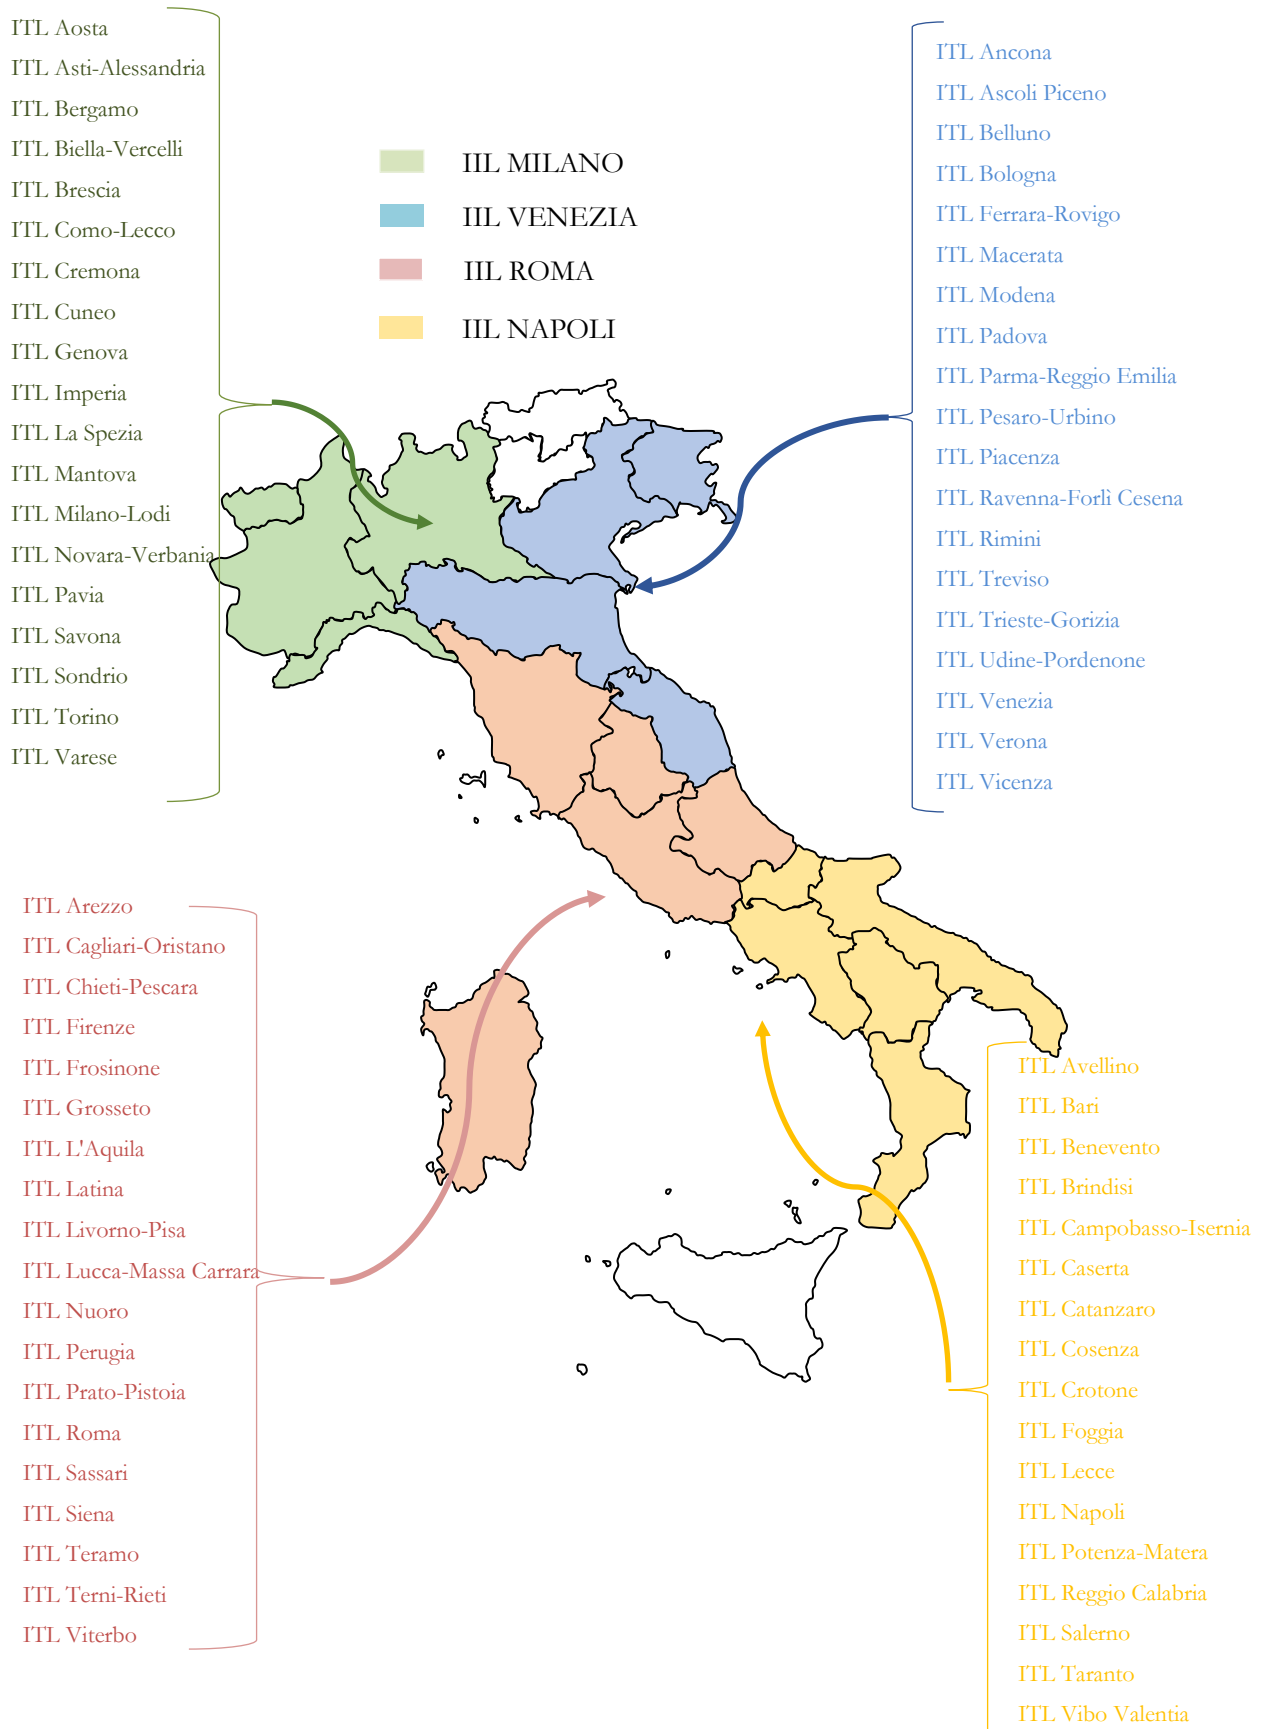 ITL Aosta
ITL Asti-Alessandria
ITL Bergamo
ITL Biella-Vercelli
ITL Brescia
ITL Como-Lecco
ITL Cremona
ITL Cuneo
ITL Genova
ITL Imperia
ITL La Spezia
ITL Mantova
ITL Milano-Lodi
ITL Novara-Verbania
ITL Pavia
ITL Savona
ITL Sondrio
ITL Torino
ITL Varese
IIL MILANO
IIL VENEZIA
IIL ROMA
IIL NAPOLI
ITL Ancona
ITL Ascoli Piceno
ITL Belluno
ITL Bologna
ITL Ferrara-Rovigo
ITL Macerata
ITL Modena
ITL Padova
ITL Parma-Reggio Emilia
ITL Pesaro-Urbino
ITL Piacenza
ITL Ravenna-Forlì Cesena
ITL Rimini
ITL Treviso
ITL Trieste-Gorizia
ITL Udine-Pordenone
ITL Venezia
ITL Verona
ITL Vicenza
ITL Arezzo
ITL Cagliari-Oristano
ITL Chieti-Pescara
ITL Firenze
ITL Frosinone
ITL Grosseto
ITL L'Aquila
ITL Latina
ITL Livorno-Pisa
ITL Lucca-Massa Carrara
ITL Nuoro
ITL Perugia
ITL Prato-Pistoia
ITL Roma
ITL Sassari
ITL Siena
ITL Teramo
ITL Terni-Rieti
ITL Viterbo
ITL Avellino
ITL Bari
ITL Benevento
ITL Brindisi
ITL Campobasso-Isernia
ITL Caserta
ITL Catanzaro
ITL Cosenza
ITL Crotone
ITL Foggia
ITL Lecce
ITL Napoli
ITL Potenza-Matera
ITL Reggio Calabria
ITL Salerno
ITL Taranto
ITL Vibo Valentia